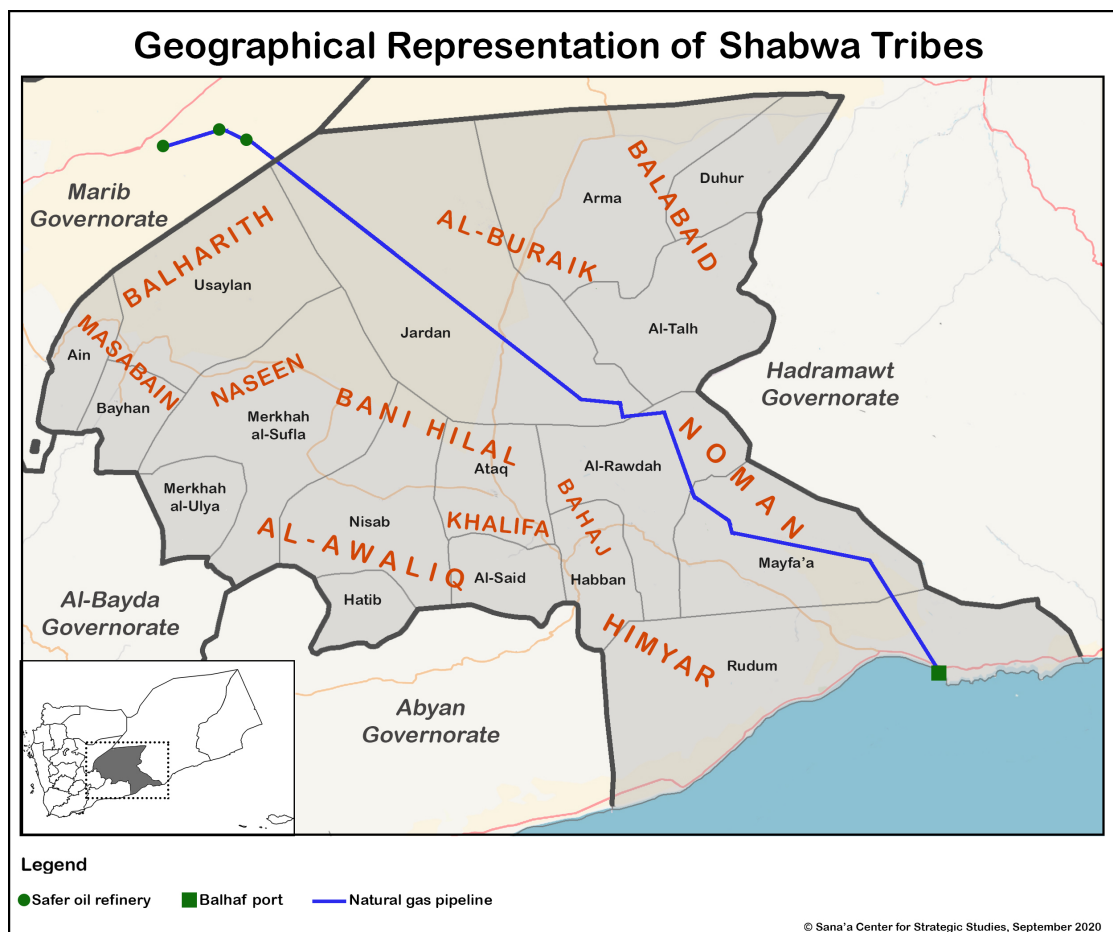 Geographical Representation of Shabwa Tribes
Marib
Governorate
BALHARITH
Usaylan
AL-BURAIK
Arma
BALABAID
Duhur
Al-Talh
Jardan
Ain
MASABAIN
Bayhan
NASEEN
Merkhah
al-Sufla
BANI HILAL
Ataq
Al-Rawdah
NOMAN
Hadramawt
Governorate
Merkhah
al-Ulya
Nisab
AL-AWALIQ
KHALIFA
BAHAJ
Al-Said
Habban
Mayfa'a
Hatib
HIMYAR
Rudum
Al-Bayda
Governorate
Abyan
Governorate
Legend
Safer oil refinery
Balhaf port
Natural gas pipeline
© Sana'a Center for Strategic Studies, September 2020